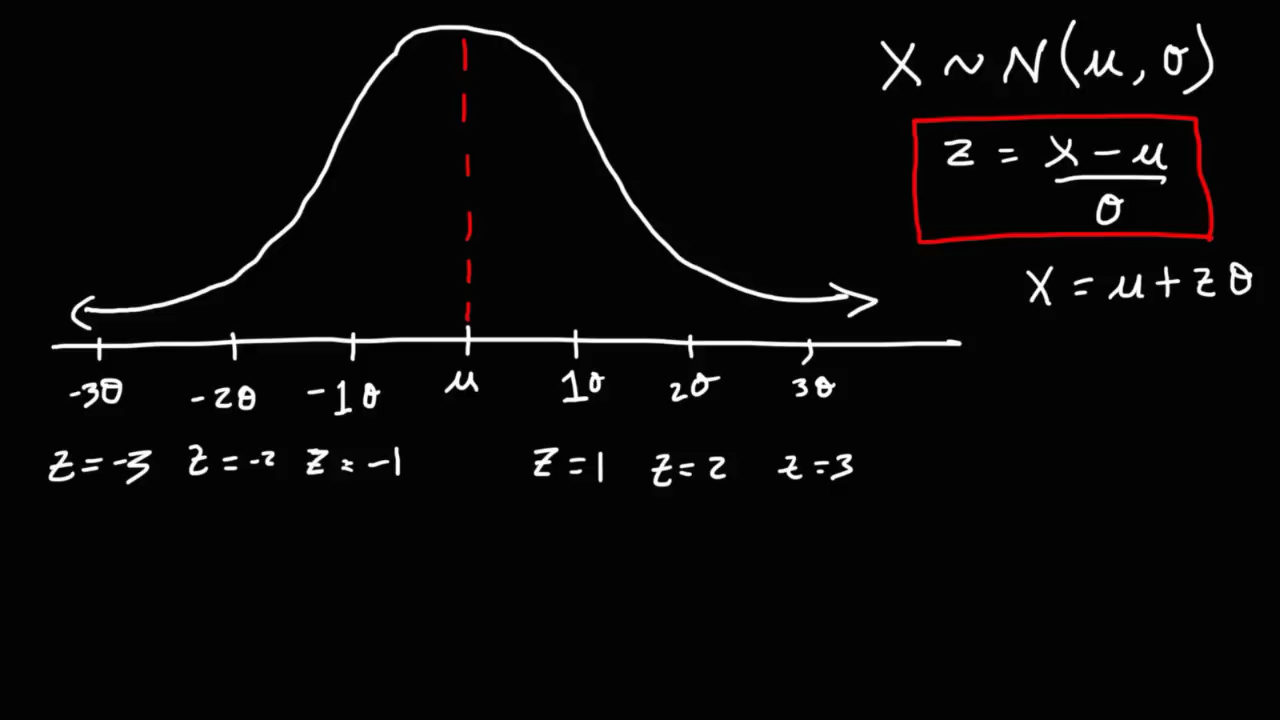 X ~ N(μ, σ)
z = x - μ / σ
X = μ + zσ
-3σ -2σ -1σ μ 1σ 2σ 3σ
z = -3 z = -2 z = -1 z = 1 z = 2 z = 3